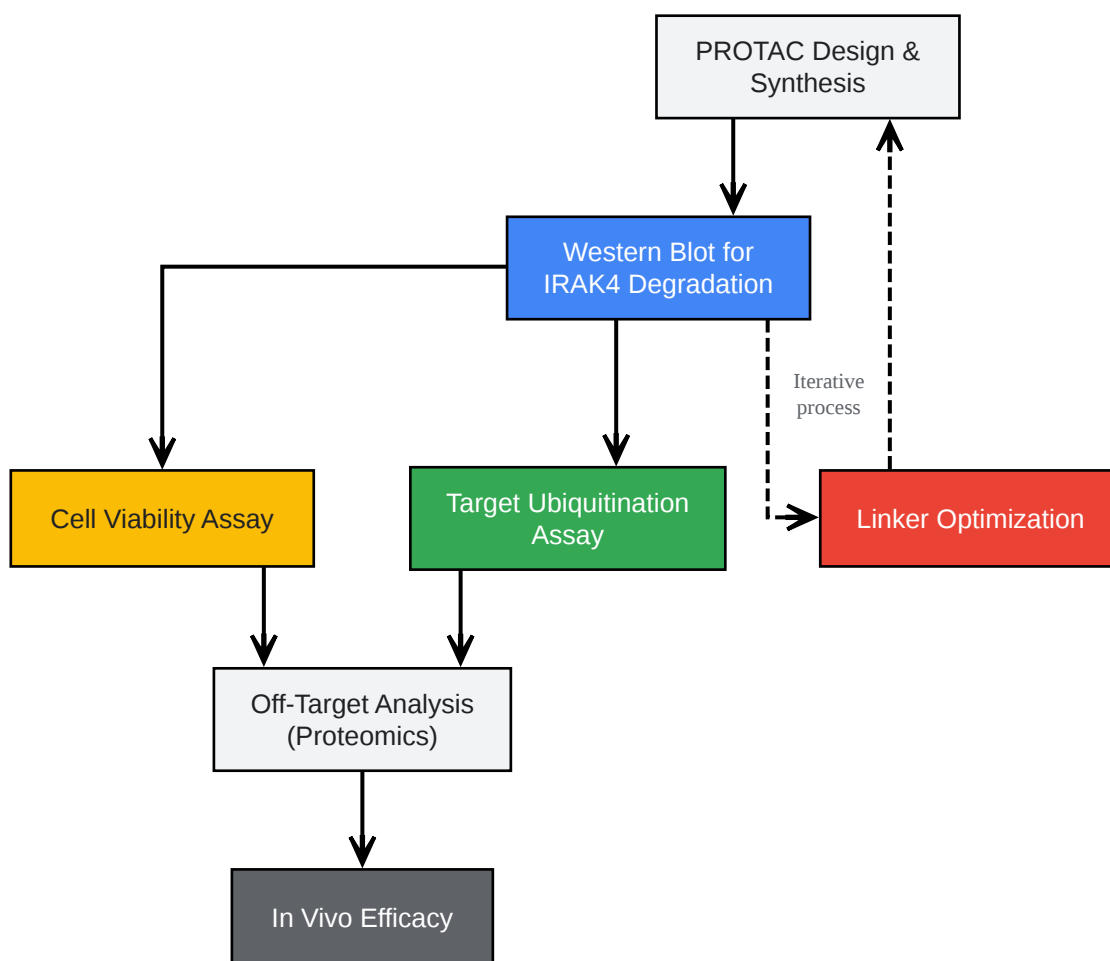 PROTAC Design &
Synthesis
Western Blot for
IRAK4 Degradation
Iterative
process
Cell Viability Assay
Target Ubiquitination
Assay
Linker Optimization
Off-Target Analysis
(Proteomics)
In Vivo Efficacy